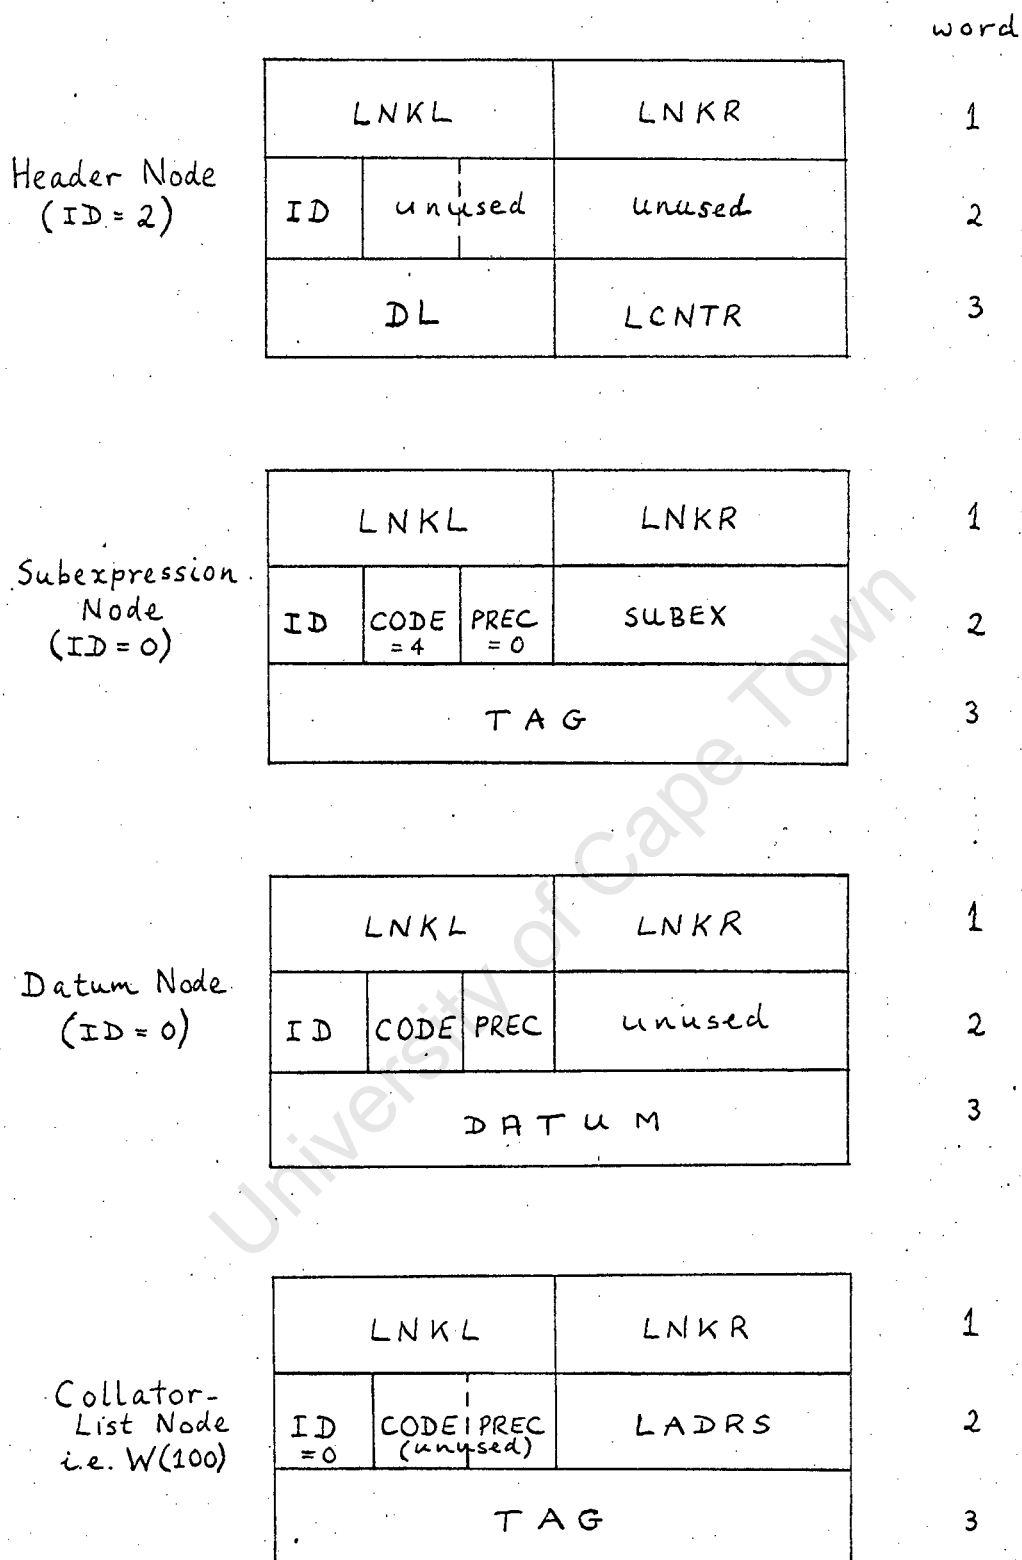 word
LNKL LNKR 1
Header Node
(ID = 2)
ID unused unused 2
DL LCNTR 3
LNKL LNKR 1
Subexpression
Node
(ID = 0)
ID CODE = 4 PREC = 0 SUBEX 2
TAG 3
LNKL LNKR 1
Datum Node
(ID = 0)
ID CODE PREC unused 2
DATUM 3
LNKL LNKR 1
Collator-
List Node
i.e. W(100)
ID = 0 CODE PREC (unused) LADRS 2
TAG 3
University of Cape Town